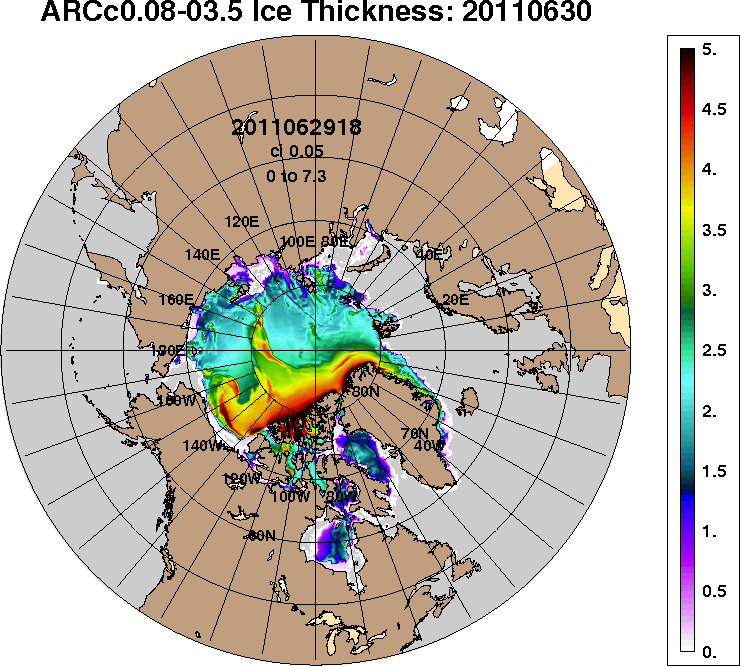 ARCc0.08-03.5 Ice Thickness: 20110630
2011062918
ci 0.05
0 to 7.3
120E
100E
80E
140E
40E
160E
20E
180E
160W
80N
140W
70N
40W
120W
100W
80W
60N
5.
4.5
4.
3.5
3.
2.5
2.
1.5
1.
0.5
0.